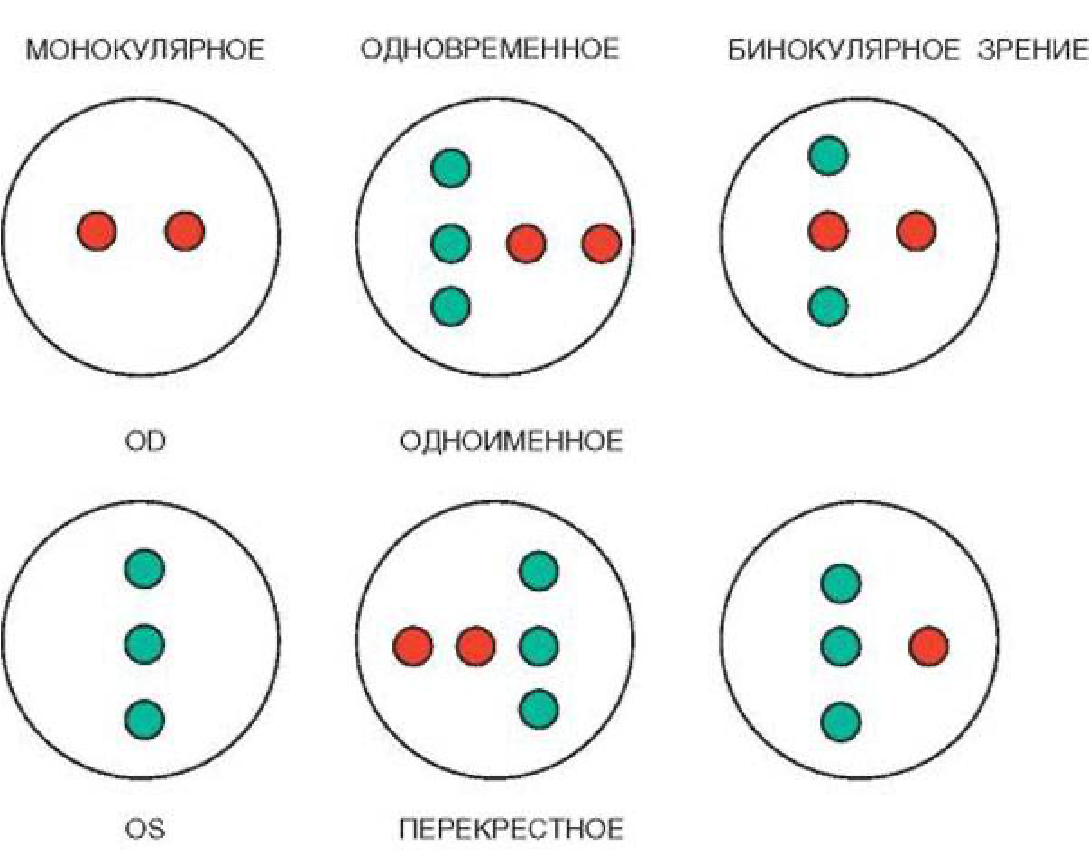 МОНОКУЛЯРНОЕ ОДНОВРЕМЕННОЕ БИНОКУЛЯРНОЕ ЗРЕНИЕ
OD ОДНОИМЕННОЕ
OS ПЕРЕКРЕСТНОЕ